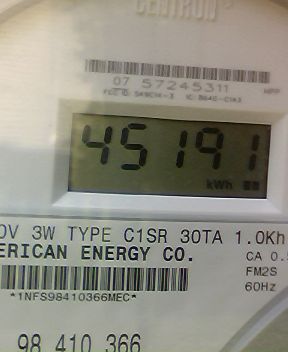 CENTRON®
07 57245311
45191
kWh
0V 3W TYPE C1SR 30TA 1.0Kh
ERICAN ENERGY CO. CA 0.5
FM2S
*1NFS98410366MEC* 60Hz
98 410 366